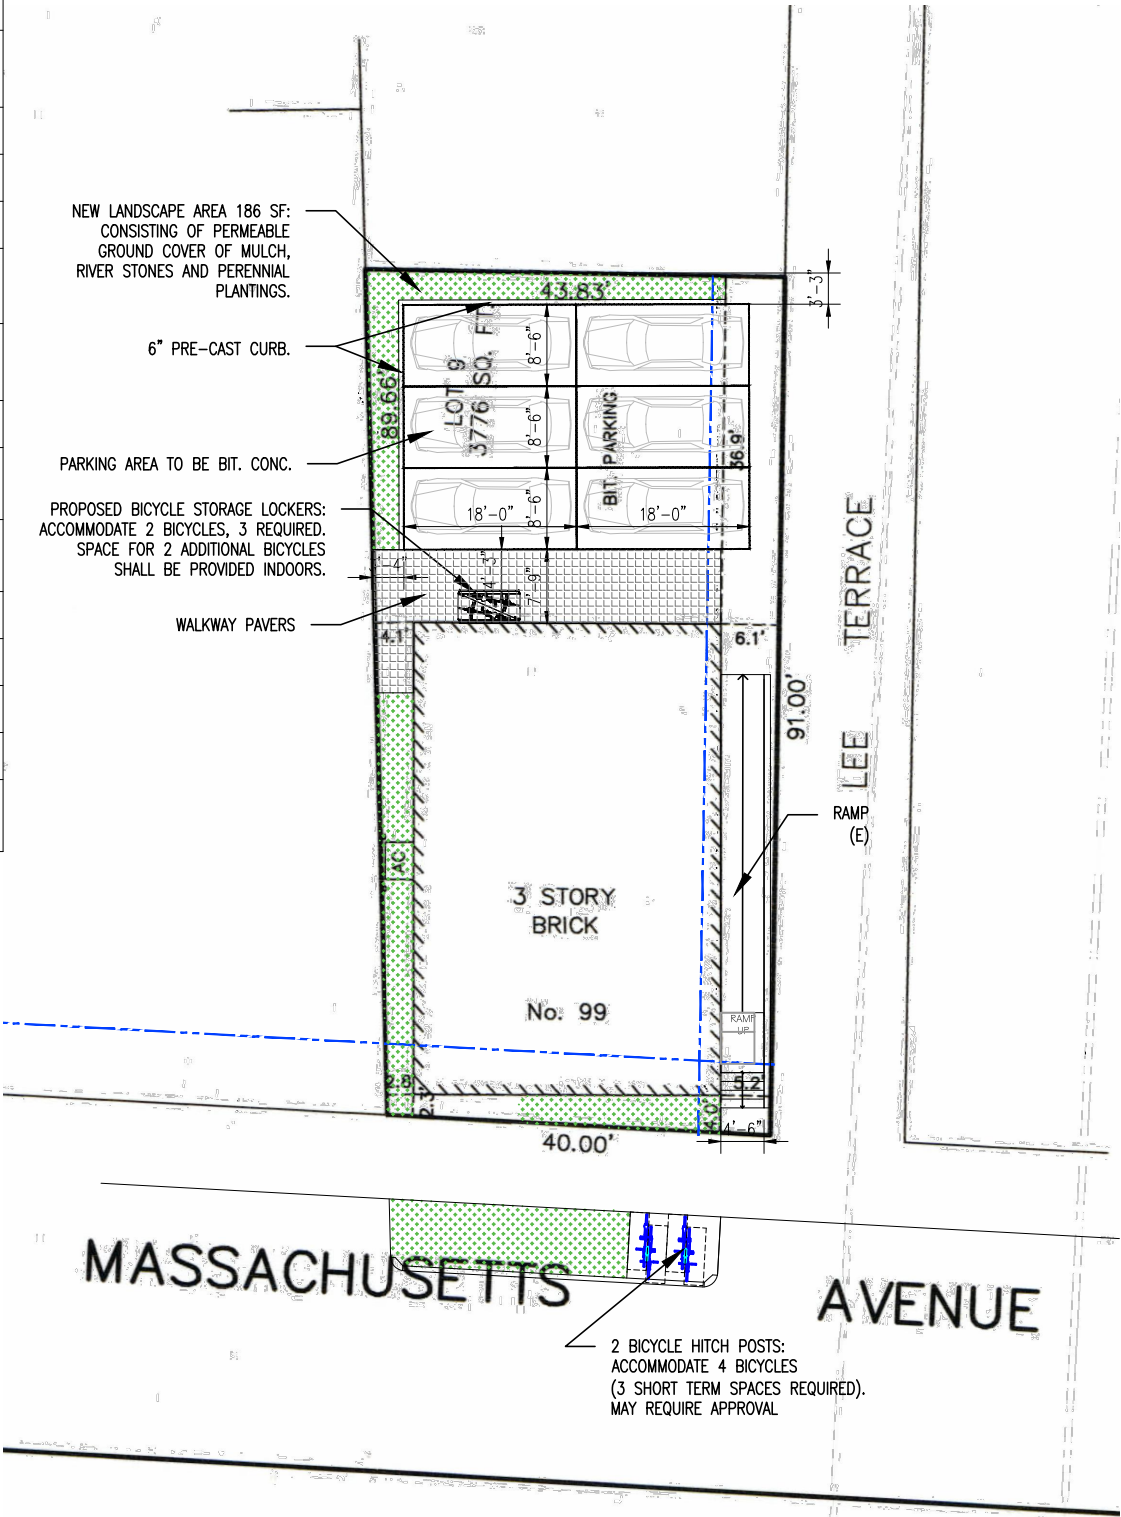 NEW LANDSCAPE AREA 186 SF:
CONSISTING OF PERMEABLE
GROUND COVER OF MULCH,
RIVER STONES AND PERENNIAL
PLANTINGS.
43.83'
3'-3"
6" PRE-CAST CURB.
8'-6"
89.66'
LOT 9
3776 SQ. FT.
8'-6"
BIT. PARKING
36.9'
PARKING AREA TO BE BIT. CONC.
PROPOSED BICYCLE STORAGE LOCKERS:
ACCOMMODATE 2 BICYCLES, 3 REQUIRED.
SPACE FOR 2 ADDITIONAL BICYCLES
SHALL BE PROVIDED INDOORS.
18'-0"
8'-6"
18'-0"
'-4"
4'-3"
7'-9"
WALKWAY PAVERS
4.1'
6.1'
LEE TERRACE
91.00'
RAMP
(E)
AC
3 STORY
BRICK
No. 99
RAMP
UP
2.8
2.3
5.2'
4.0'
4'-6"
40.00'
MASSACHUSETTS AVENUE
2 BICYCLE HITCH POSTS:
ACCOMMODATE 4 BICYCLES
(3 SHORT TERM SPACES REQUIRED).
MAY REQUIRE APPROVAL